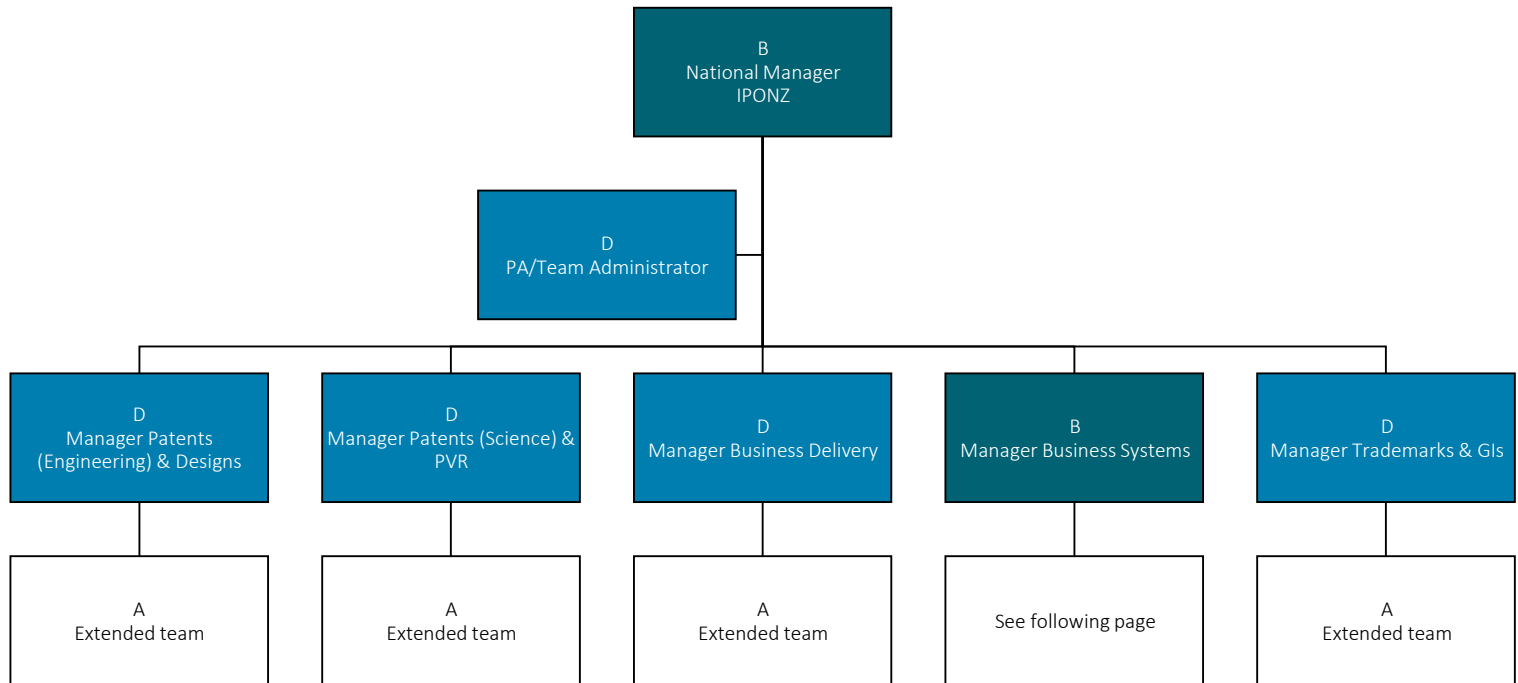 B
National Manager
IPONZ
D
PA/Team Administrator
D
Manager Patents
(Engineering) & Designs
D
Manager Patents (Science) &
PVR
D
Manager Business Delivery
B
Manager Business Systems
D
Manager Trademarks & GIs
A
Extended team
A
Extended team
A
Extended team
See following page
A
Extended team